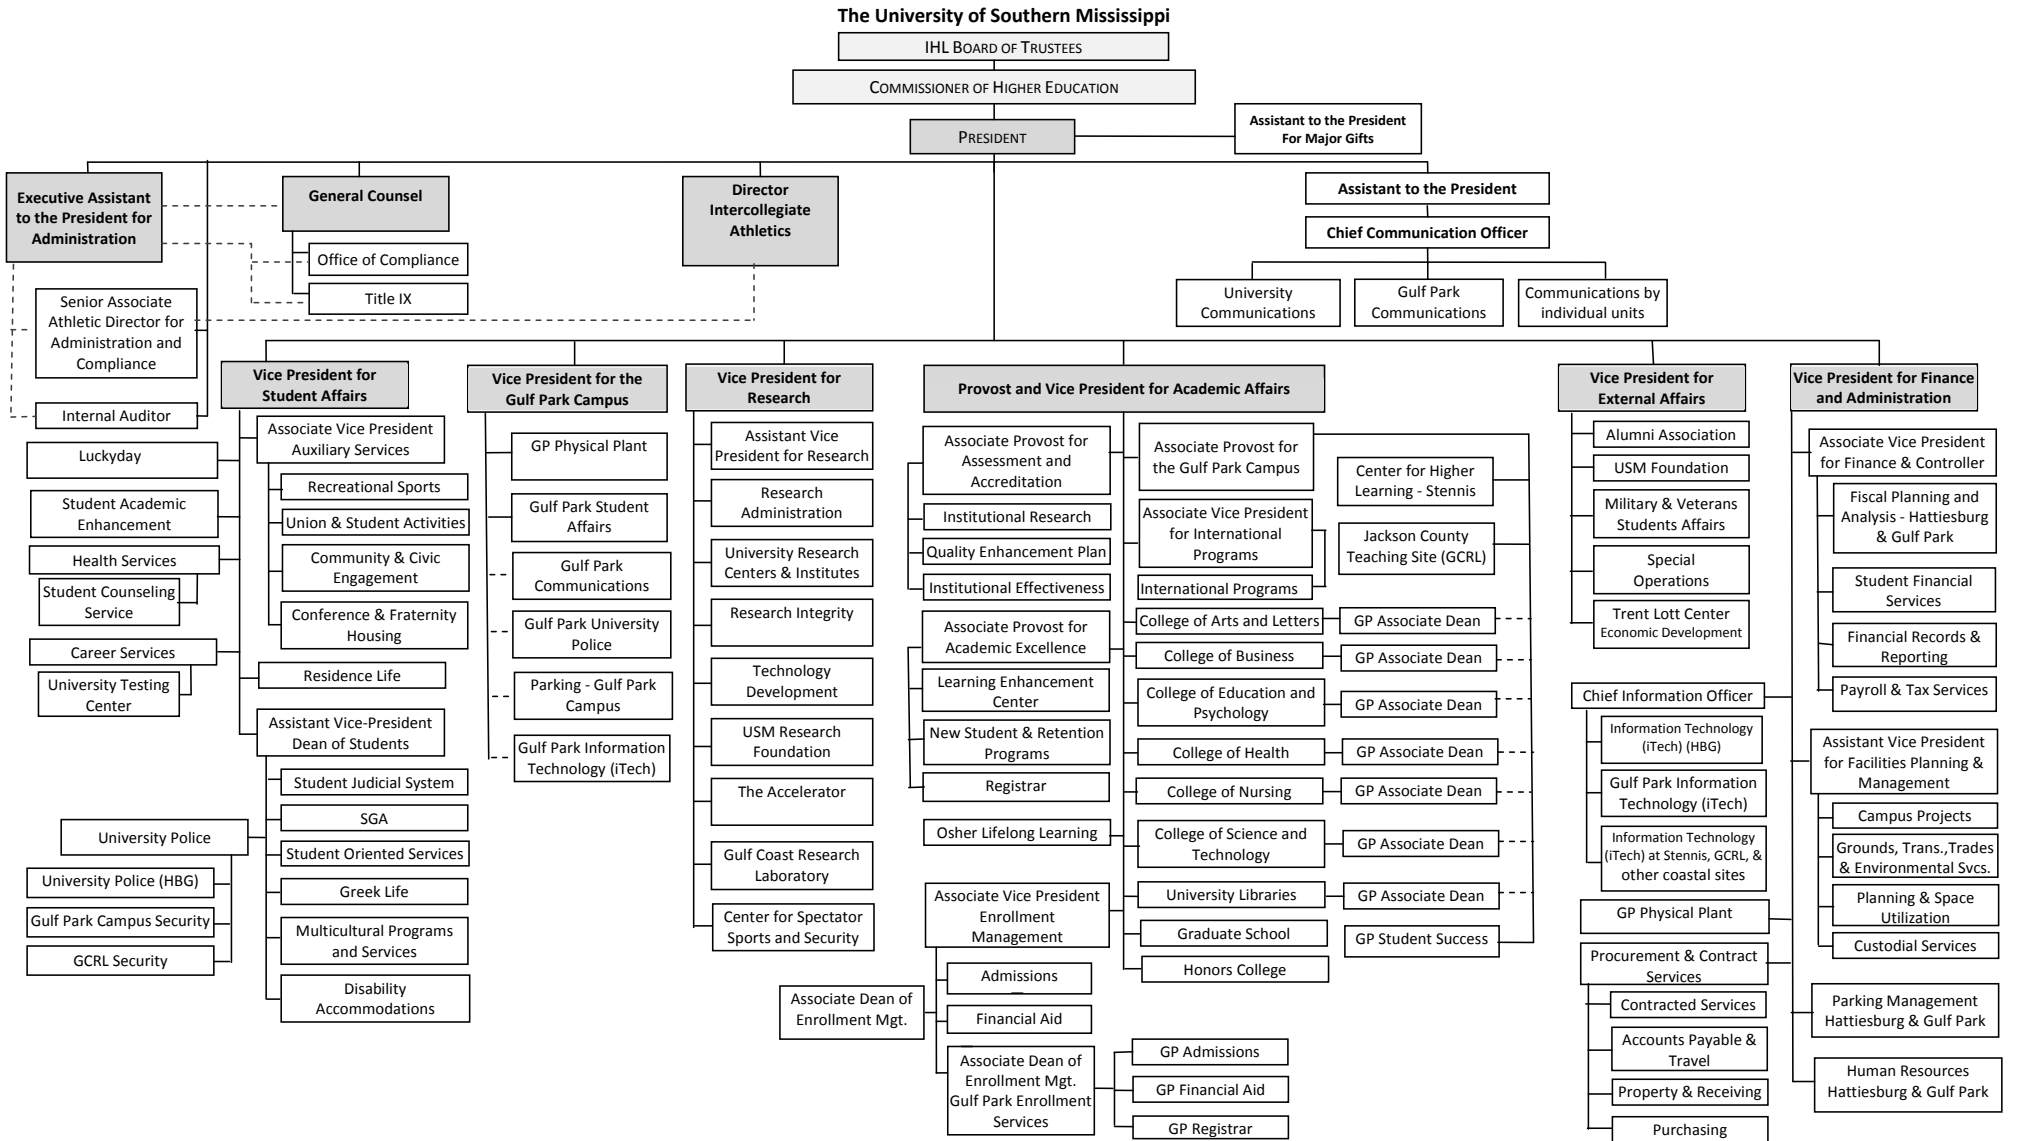 The University of Southern Mississippi
IHL BOARD OF TRUSTEES
COMMISSIONER OF HIGHER EDUCATION
PRESIDENT
Assistant to the President
For Major Gifts
Executive Assistant
to the President for
Administration
General Counsel
Office of Compliance
Title IX
Director
Intercollegiate
Athletics
Assistant to the President
Chief Communication Officer
University
Communications
Gulf Park
Communications
Communications by
individual units
Senior Associate
Athletic Director for
Administration and
Compliance
Internal Auditor
Vice President for
Student Affairs
Luckyday
Student Academic
Enhancement
Health Services
Student Counseling
Service
Career Services
University Testing
Center
Associate Vice President
Auxiliary Services
Recreational Sports
Union & Student Activities
Community & Civic
Engagement
Conference & Fraternity
Housing
Residence Life
Assistant Vice-President
Dean of Students
Student Judicial System
SGA
Student Oriented Services
Greek Life
Multicultural Programs
and Services
Disability
Accommodations
University Police
University Police (HBG)
Gulf Park Campus Security
GCRL Security
Vice President for the
Gulf Park Campus
GP Physical Plant
Gulf Park Student
Affairs
Gulf Park
Communications
Gulf Park University
Police
Parking - Gulf Park
Campus
Gulf Park Information
Technology (iTech)
Vice President for
Research
Assistant Vice
President for Research
Research
Administration
University Research
Centers & Institutes
Research Integrity
Technology
Development
USM Research
Foundation
The Accelerator
Gulf Coast Research
Laboratory
Center for Spectator
Sports and Security
Provost and Vice President for Academic Affairs
Associate Provost for
Assessment and
Accreditation
Institutional Research
Quality Enhancement Plan
Institutional Effectiveness
Associate Provost for
Academic Excellence
Learning Enhancement
Center
New Student & Retention
Programs
Registrar
Osher Lifelong Learning
Associate Vice President
Enrollment
Management
Admissions
Financial Aid
Associate Dean of
Enrollment Mgt.
Associate Dean of
Enrollment Mgt.
Gulf Park Enrollment
Services
GP Admissions
GP Financial Aid
GP Registrar
Associate Provost for
the Gulf Park Campus
Associate Vice President
for International
Programs
International Programs
Center for Higher
Learning - Stennis
Jackson County
Teaching Site (GCRL)
College of Arts and Letters
GP Associate Dean
College of Business
GP Associate Dean
College of Education and
Psychology
GP Associate Dean
College of Health
GP Associate Dean
College of Nursing
GP Associate Dean
College of Science and
Technology
GP Associate Dean
University Libraries
GP Associate Dean
Graduate School
GP Student Success
Honors College
Vice President for
External Affairs
Alumni Association
USM Foundation
Military & Veterans
Students Affairs
Special
Operations
Trent Lott Center
Economic Development
Vice President for Finance
and Administration
Associate Vice President
for Finance & Controller
Fiscal Planning and
Analysis - Hattiesburg
& Gulf Park
Student Financial
Services
Financial Records &
Reporting
Payroll & Tax Services
Chief Information Officer
Information Technology
(iTech) (HBG)
Gulf Park Information
Technology (iTech)
Information Technology
(iTech) at Stennis, GCRL, &
other coastal sites
Assistant Vice President
for Facilities Planning &
Management
Campus Projects
Grounds, Trans.,Trades
& Environmental Svcs.
Planning & Space
Utilization
Custodial Services
GP Physical Plant
Procurement & Contract
Services
Contracted Services
Accounts Payable &
Travel
Property & Receiving
Purchasing
Parking Management
Hattiesburg & Gulf Park
Human Resources
Hattiesburg & Gulf Park